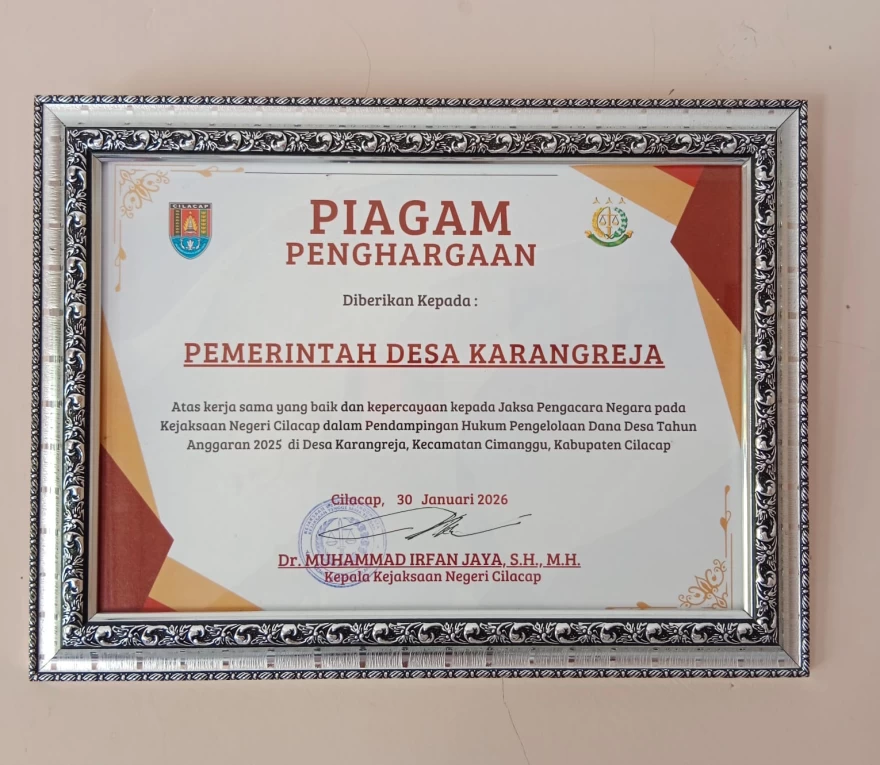 CILACAP
PIAGAM
PENGHARGAAN
Diberikan Kepada :
PEMERINTAH DESA KARANGREJA
Atas kerja sama yang baik dan kepercayaan kepada Jaksa Pengacara Negara pada
Kejaksaan Negeri Cilacap dalam Pendampingan Hukum Pengelolaan Dana Desa Tahun
Anggaran 2025 di Desa Karangreja, Kecamatan Cimanggu, Kabupaten Cilacap
Cilacap, 30 Januari 2026
Dr. MUHAMMAD IRFAN JAYA, S.H., M.H.
Kepala Kejaksaan Negeri Cilacap